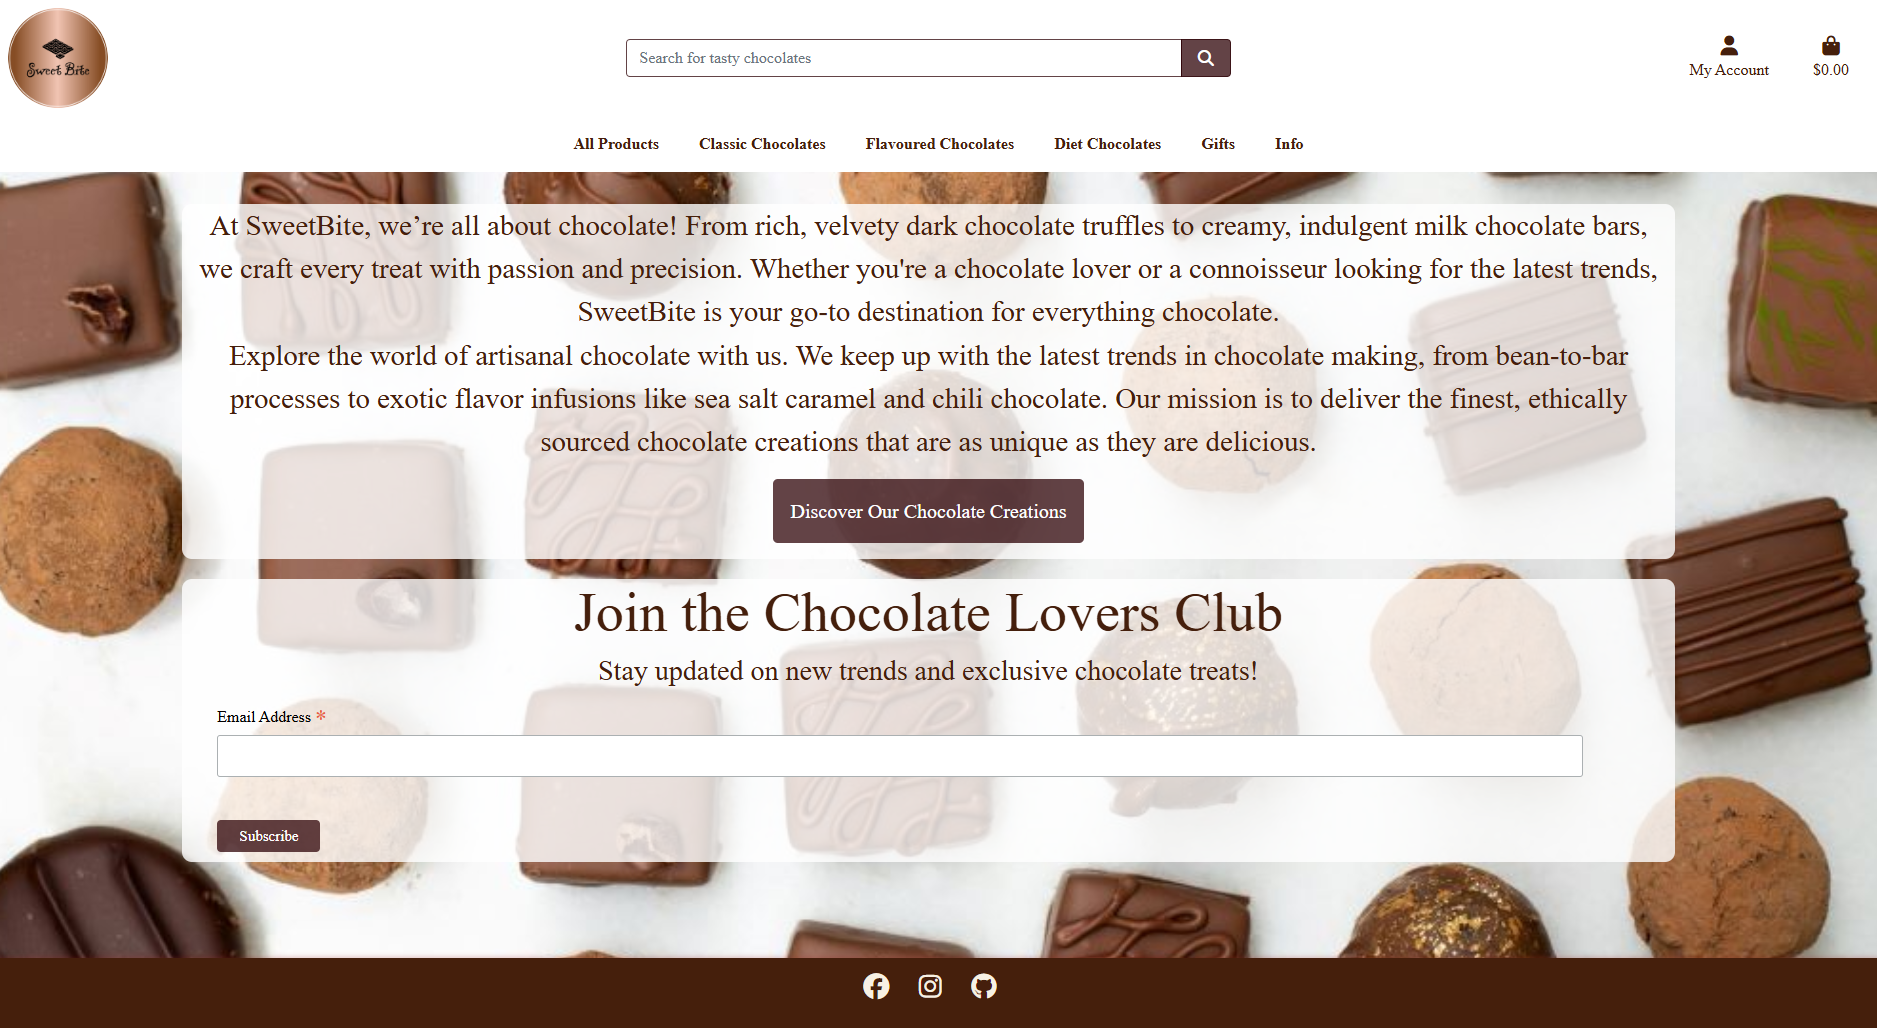 Sweet Bite
Search for tasty chocolates
My Account
$0.00
All Products
Classic Chocolates
Flavoured Chocolates
Diet Chocolates
Gifts
Info
At SweetBite, we’re all about chocolate! From rich, velvety dark chocolate truffles to creamy, indulgent milk chocolate bars,
we craft every treat with passion and precision. Whether you're a chocolate lover or a connoisseur looking for the latest trends,
SweetBite is your go-to destination for everything chocolate.
Explore the world of artisanal chocolate with us. We keep up with the latest trends in chocolate making, from bean-to-bar
processes to exotic flavor infusions like sea salt caramel and chili chocolate. Our mission is to deliver the finest, ethically
sourced chocolate creations that are as unique as they are delicious.
Discover Our Chocolate Creations
Join the Chocolate Lovers Club
Stay updated on new trends and exclusive chocolate treats!
Email Address *
Subscribe